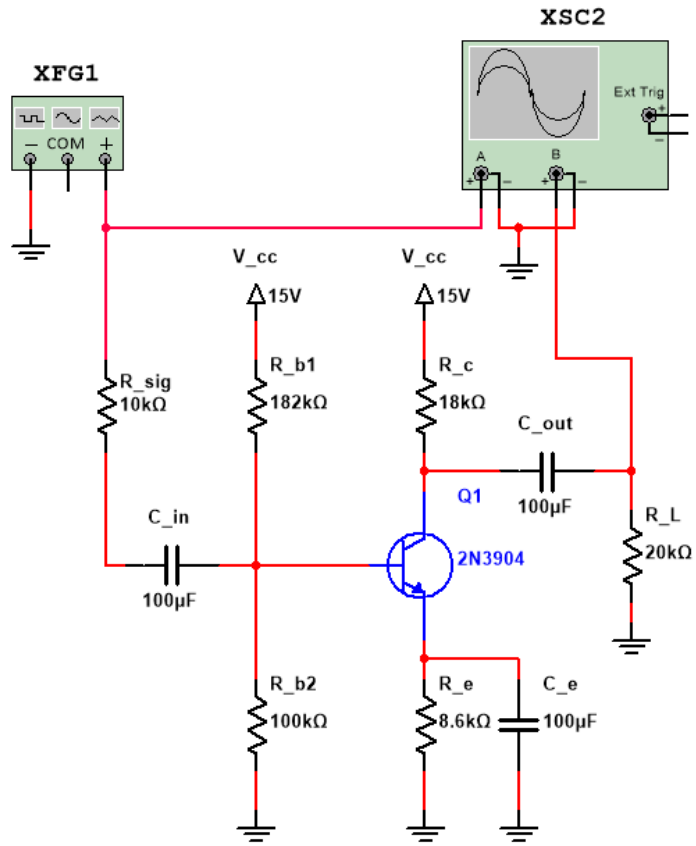 XSC2
XFG1
Ext Trig
+
−
− COM +
A
B
+ −
+ −
V_cc
15V
V_cc
15V
R_sig
10kΩ
R_b1
182kΩ
R_c
18kΩ
C_out
100µF
Q1
2N3904
C_in
100µF
R_L
20kΩ
R_b2
100kΩ
R_e
8.6kΩ
C_e
100µF